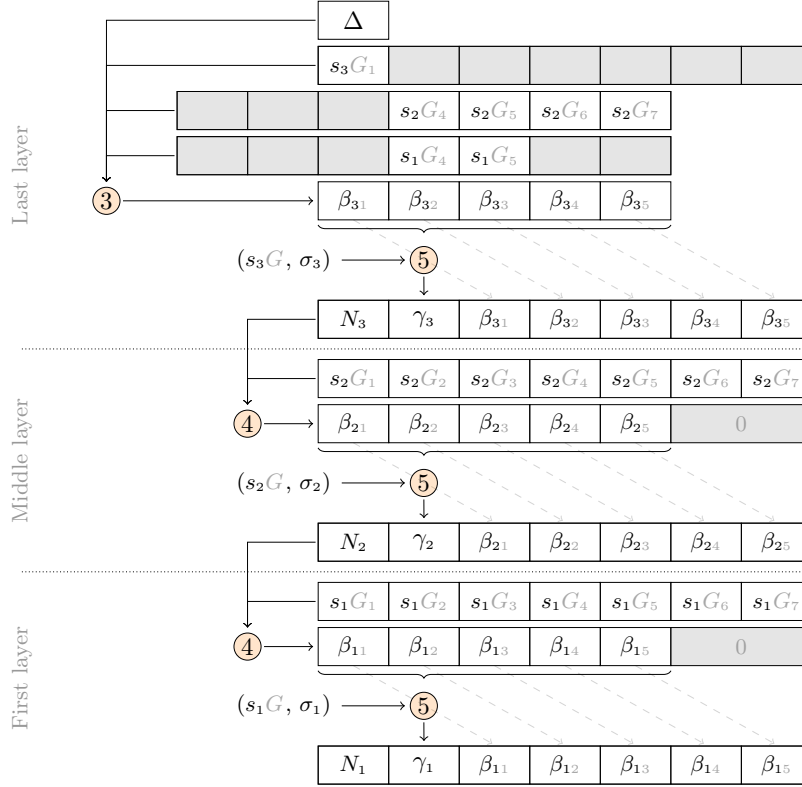 Δ
s₃G₁
s₂G₄ s₂G₅ s₂G₆ s₂G₇
s₁G₄ s₁G₅
Last layer
3 β₃₁ β₃₂ β₃₃ β₃₄ β₃₅
(s₃G, σ₃) 5
N₃ γ₃ β₃₁ β₃₂ β₃₃ β₃₄ β₃₅
s₂G₁ s₂G₂ s₂G₃ s₂G₄ s₂G₅ s₂G₆ s₂G₇
Middle layer
4 β₂₁ β₂₂ β₂₃ β₂₄ β₂₅ 0
(s₂G, σ₂) 5
N₂ γ₂ β₂₁ β₂₂ β₂₃ β₂₄ β₂₅
s₁G₁ s₁G₂ s₁G₃ s₁G₄ s₁G₅ s₁G₆ s₁G₇
First layer
4 β₁₁ β₁₂ β₁₃ β₁₄ β₁₅ 0
(s₁G, σ₁) 5
N₁ γ₁ β₁₁ β₁₂ β₁₃ β₁₄ β₁₅